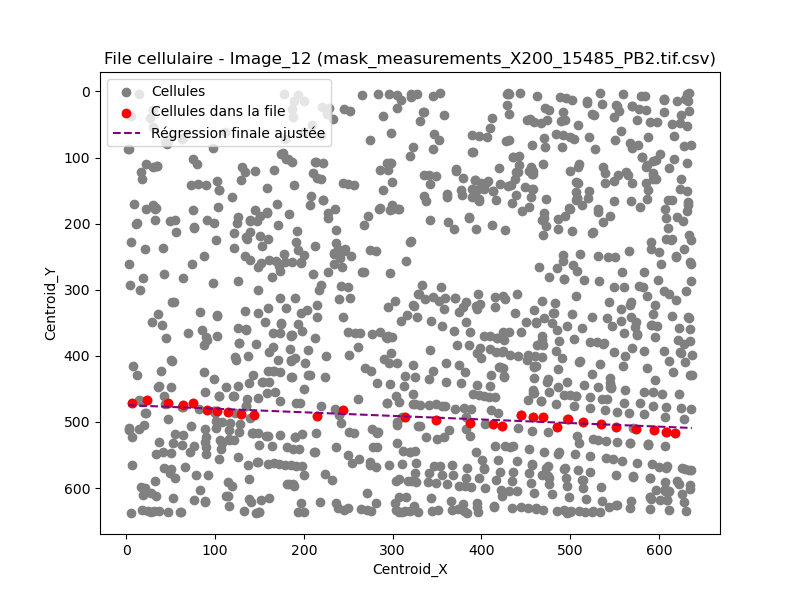 File cellulaire - Image_12 (mask_measurements_X200_15485_PB2.tif.csv)
Cellules
Cellules dans la file
Régression finale ajustée
0
100
200
300
400
500
600
Centroid_Y
0 100 200 300 400 500 600
Centroid_X